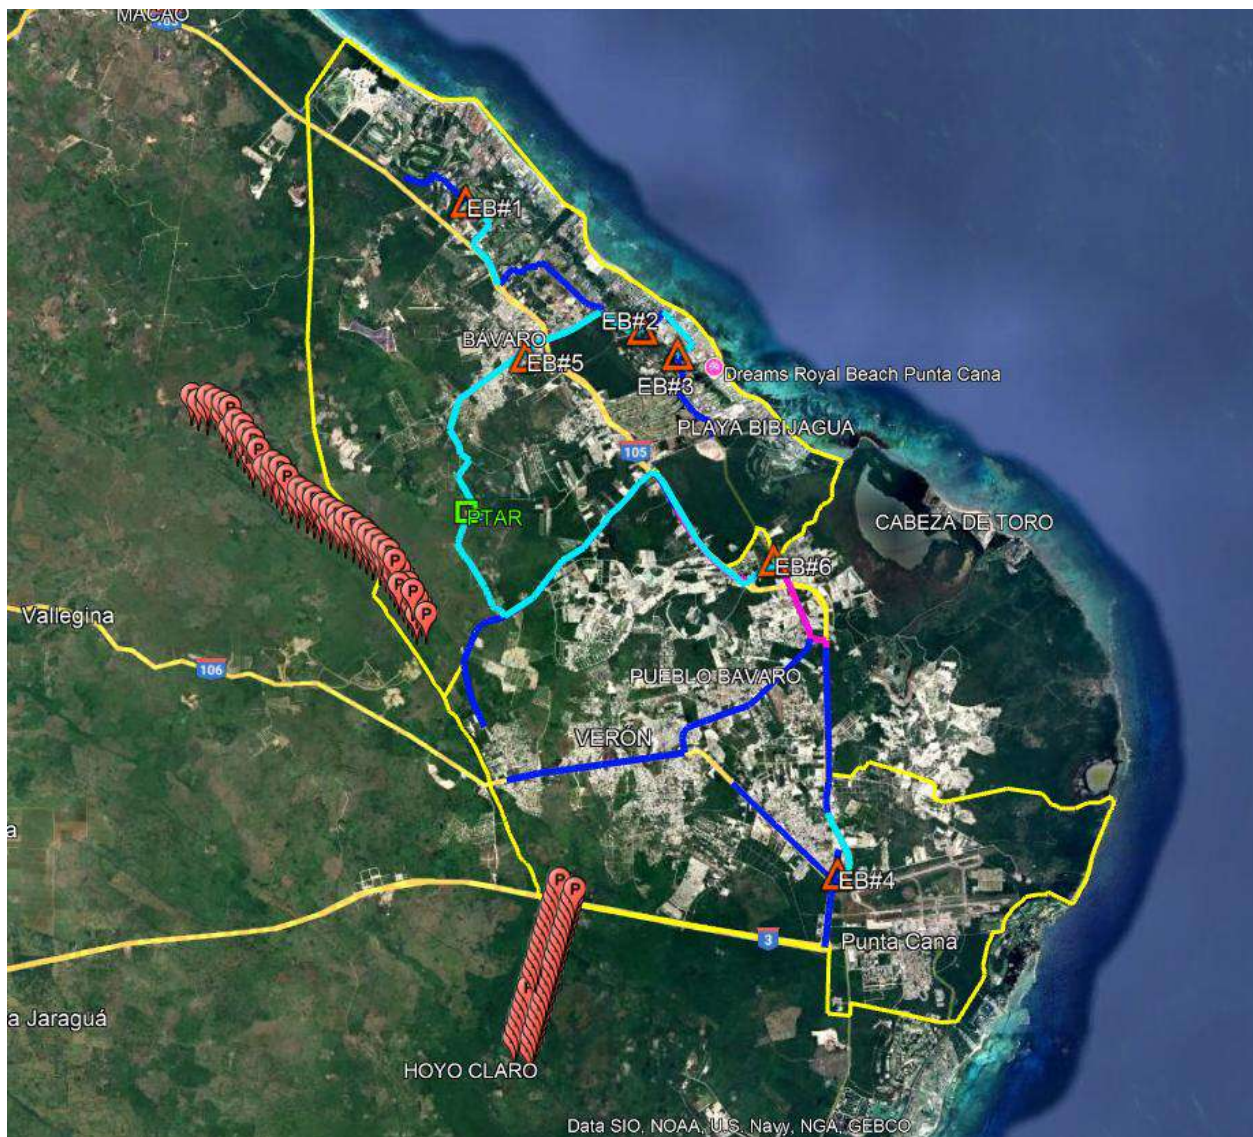 MACAO
EB#1
EB#2
BÁVARO
EB#5
EB#3
Dreams Royal Beach Punta Cana
PLAYA BIBIJAGUA
105
PTAR
CABEZA DE TORO
EB#6
Vallegina
106
PUEBLO BAVARO
VERÓN
EB#4
3
Punta Cana
a Jaraguá
HOYO CLARO
Data SIO, NOAA, U.S. Navy, NGA, GEBCO